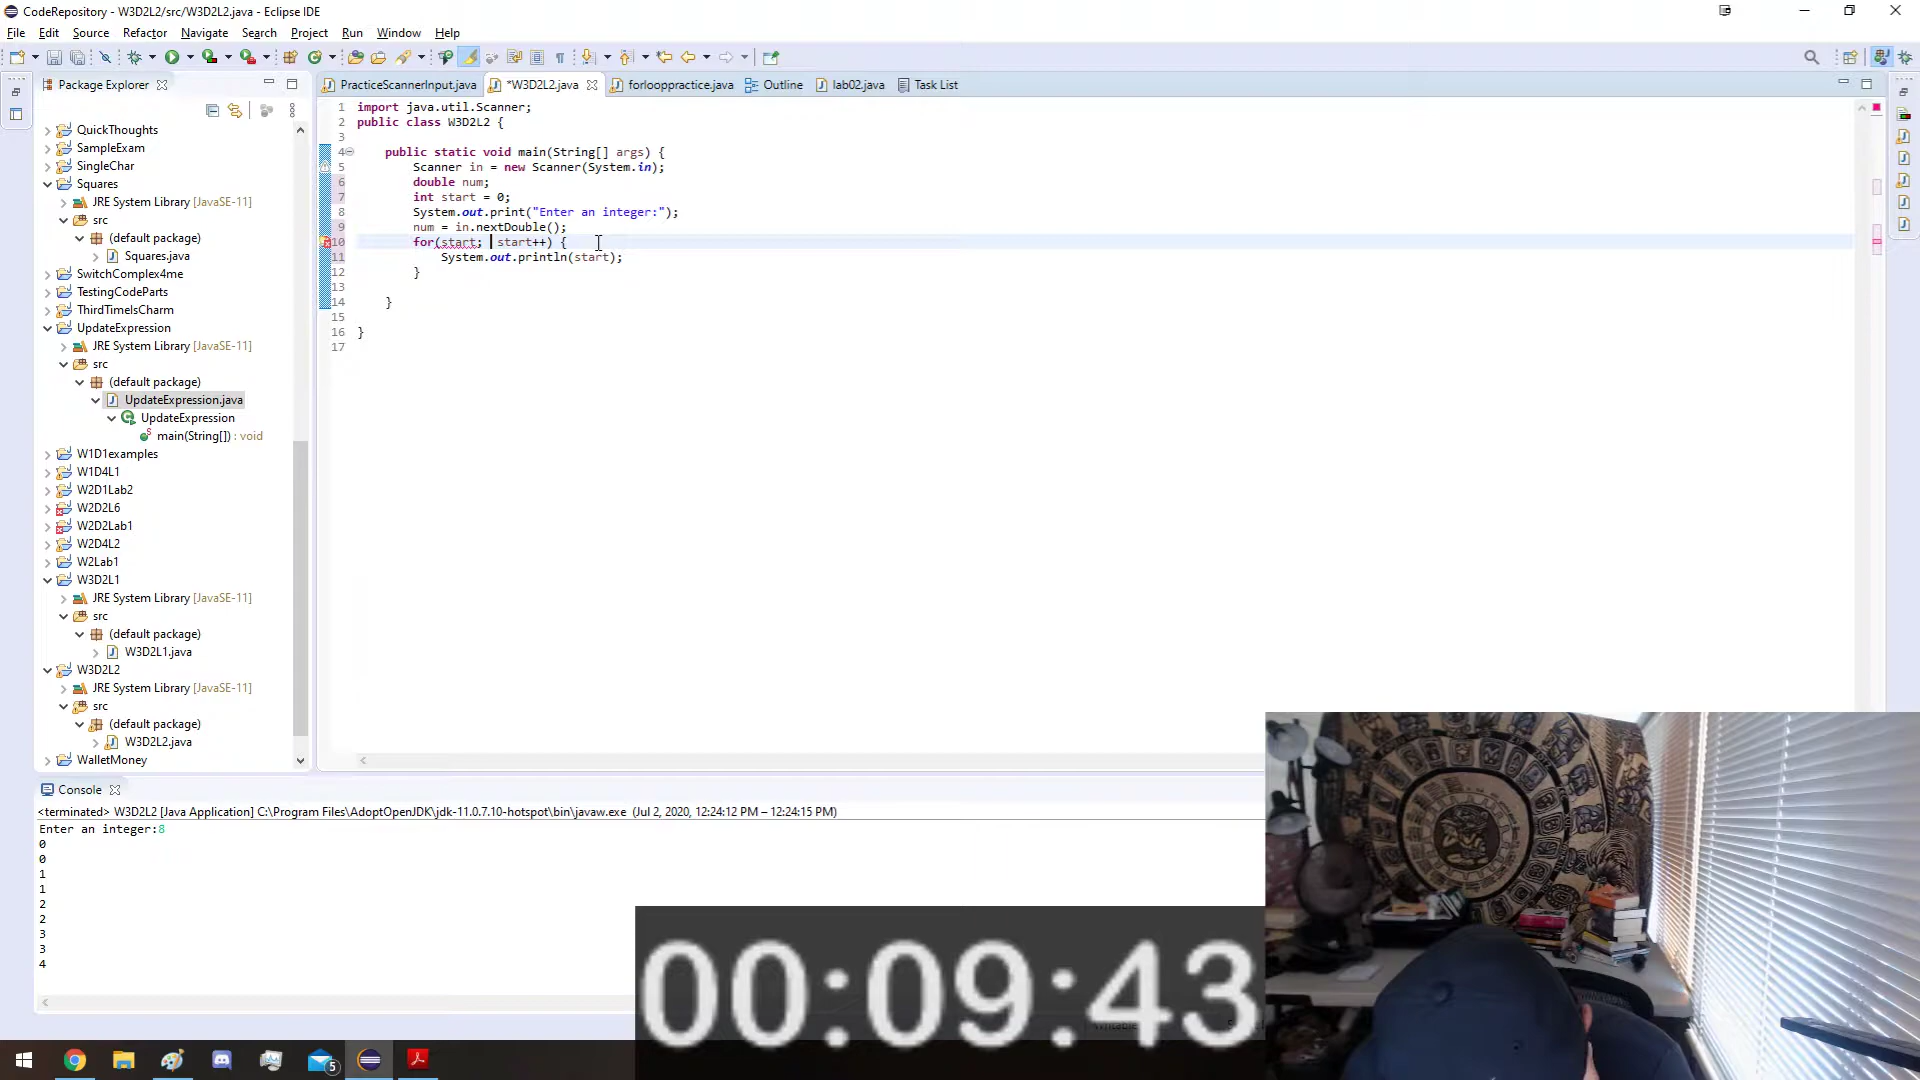 CodeRepository - W3D2L2/src/W3D2L2.java - Eclipse IDE
File Edit Source Refactor Navigate Search Project Run Window Help
Package Explorer
PracticeScannerInput.java *W3D2L2.java forlooppractice.java Outline lab02.java Task List
QuickThoughts
SampleExam
SingleChar
Squares
JRE System Library [JavaSE-11]
src
(default package)
Squares.java
SwitchComplex4me
TestingCodeParts
ThirdTimeIsCharm
UpdateExpression
JRE System Library [JavaSE-11]
src
(default package)
UpdateExpression.java
UpdateExpression
main(String[]) : void
W1D1examples
W1D4L1
W2D1Lab2
W2D2L6
W2D2Lab1
W2D4L2
W2Lab1
W3D2L1
JRE System Library [JavaSE-11]
src
(default package)
W3D2L1.java
W3D2L2
JRE System Library [JavaSE-11]
src
(default package)
W3D2L2.java
WalletMoney
1 import java.util.Scanner;
2 public class W3D2L2 {
3
4 public static void main(String[] args) {
5 Scanner in = new Scanner(System.in);
6 double num;
7 int start = 0;
8 System.out.print("Enter an integer:");
9 num = in.nextDouble();
10 for(start; start++) {
11 System.out.println(start);
12 }
13
14 }
15
16 }
17
Console
<terminated> W3D2L2 [Java Application] C:\Program Files\AdoptOpenJDK\jdk-11.0.7.10-hotspot\bin\javaw.exe (Jul 2, 2020, 12:24:12 PM – 12:24:15 PM)
Enter an integer:8
0
0
1
1
2
2
3
3
4
00:09:43
5